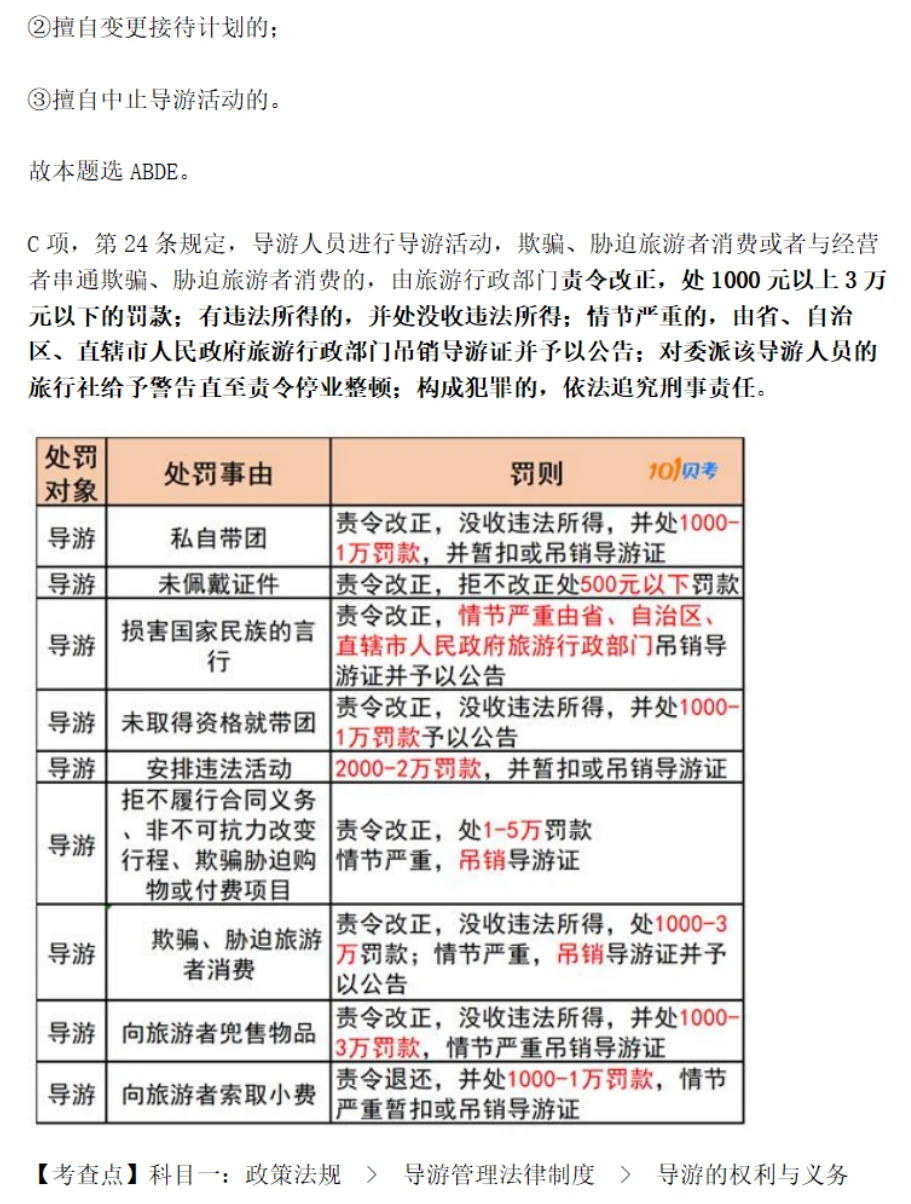 ②擅自变更接待计划的；
③擅自中止导游活动的。
故本题选 ABDE。
C 项，第 24 条规定，导游人员进行导游活动，欺骗、胁迫旅游者消费或者与经营
者串通欺骗、胁迫旅游者消费的，由旅游行政部门责令改正，处 1000 元以上 3 万
元以下的罚款；有违法所得的，并处没收违法所得；情节严重的，由省、自治
区、直辖市人民政府旅游行政部门吊销导游证并予以公告；对委派该导游人员的
旅行社给予警告直至责令停业整顿；构成犯罪的，依法追究刑事责任。
处罚
对象
处罚事由
罚则
101贝考
导游
私自带团
责令改正，没收违法所得，并处1000-
1万罚款，并暂扣或吊销导游证
导游
未佩戴证件
责令改正，拒不改正处500元以下罚款
导游
损害国家民族的言
行
责令改正，情节严重由省、自治区、
直辖市人民政府旅游行政部门吊销导
游证并予以公告
导游
未取得资格就带团
责令改正，没收违法所得，并处1000-
1万罚款予以公告
导游
安排违法活动
2000-2万罚款，并暂扣或吊销导游证
导游
拒不履行合同义务
、非不可抗力改变
行程、欺骗胁迫购
物或付费项目
责令改正，处1-5万罚款
情节严重，吊销导游证
导游
欺骗、胁迫旅游
者消费
责令改正，没收违法所得，处1000-3
万罚款；情节严重，吊销导游证并予
以公告
导游
向旅游者兜售物品
责令改正，没收违法所得，并处1000-
3万罚款，情节严重吊销导游证
导游
向旅游者索取小费
责令退还，并处1000-1万罚款，情节
严重暂扣或吊销导游证
【考查点】科目一：政策法规 > 导游管理法律制度 > 导游的权利与义务